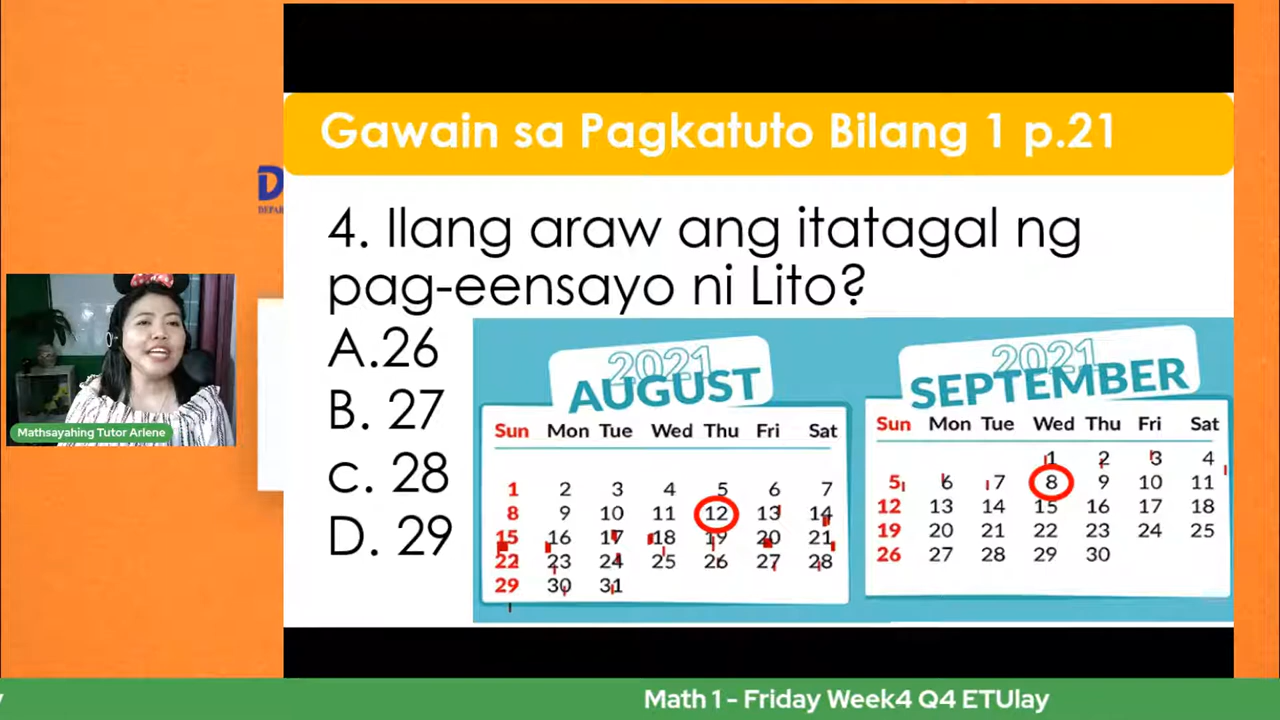 Gawain sa Pagkatuto Bilang 1 p.21
4. Ilang araw ang itatagal ng
pag-eensayo ni Lito?
A.26
B. 27
c. 28
D. 29
2021
AUGUST
Sun Mon Tue Wed Thu Fri Sat
1 2 3 4 5 6 7
8 9 10 11 12 13 14
15 16 17 18 19 20 21
22 23 24 25 26 27 28
29 30 31
2021
SEPTEMBER
Sun Mon Tue Wed Thu Fri Sat
1 2 3 4
5 6 7 8 9 10 11
12 13 14 15 16 17 18
19 20 21 22 23 24 25
26 27 28 29 30
Mathsayahing Tutor Arlene
Math 1 - Friday Week4 Q4 ETUlay